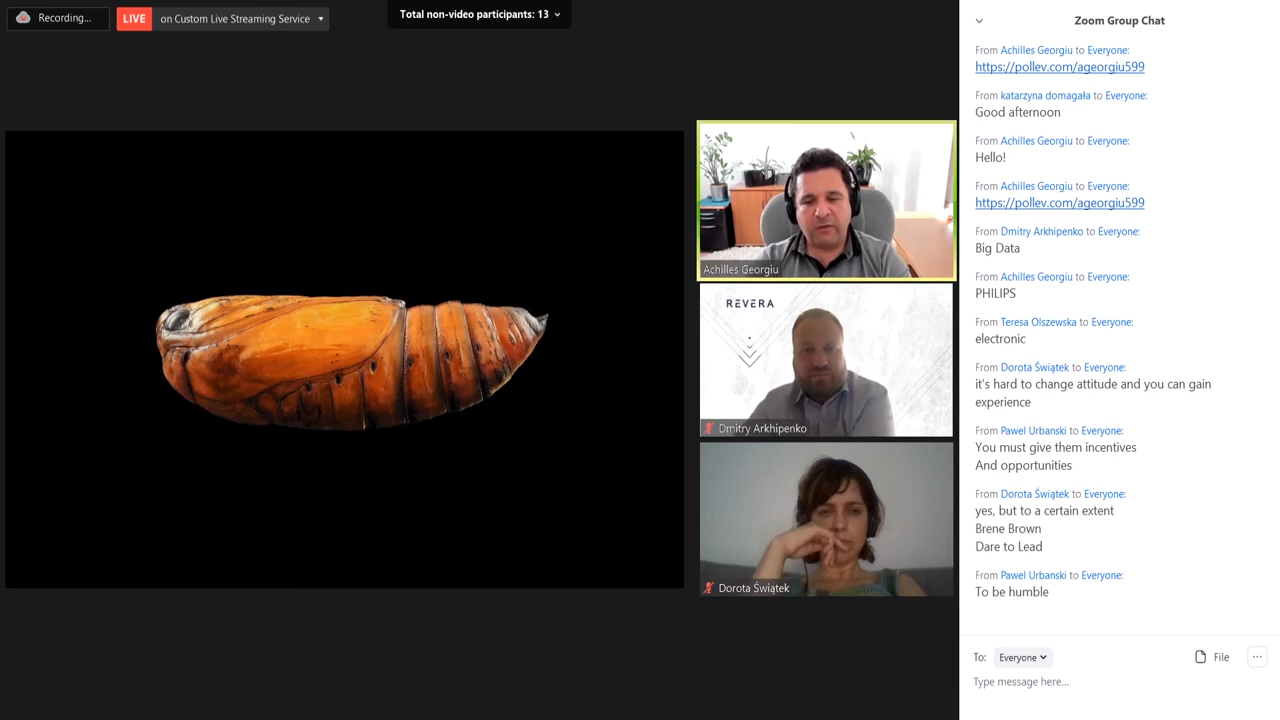 Recording...
LIVE
on Custom Live Streaming Service
Total non-video participants: 13
Achilles Georgiu
REVERA
Dmitry Arkhipenko
Dorota Świątek
Zoom Group Chat
From Achilles Georgiu to Everyone:
https://pollev.com/ageorgiu599
From katarzyna domagała to Everyone:
Good afternoon
From Achilles Georgiu to Everyone:
Hello!
From Achilles Georgiu to Everyone:
https://pollev.com/ageorgiu599
From Dmitry Arkhipenko to Everyone:
Big Data
From Achilles Georgiu to Everyone:
PHILIPS
From Teresa Olszewska to Everyone:
electronic
From Dorota Świątek to Everyone:
it's hard to change attitude and you can gain
experience
From Pawel Urbanski to Everyone:
You must give them incentives
And opportunities
From Dorota Świątek to Everyone:
yes, but to a certain extent
Brene Brown
Dare to Lead
From Pawel Urbanski to Everyone:
To be humble
To: Everyone
File
Type message here...